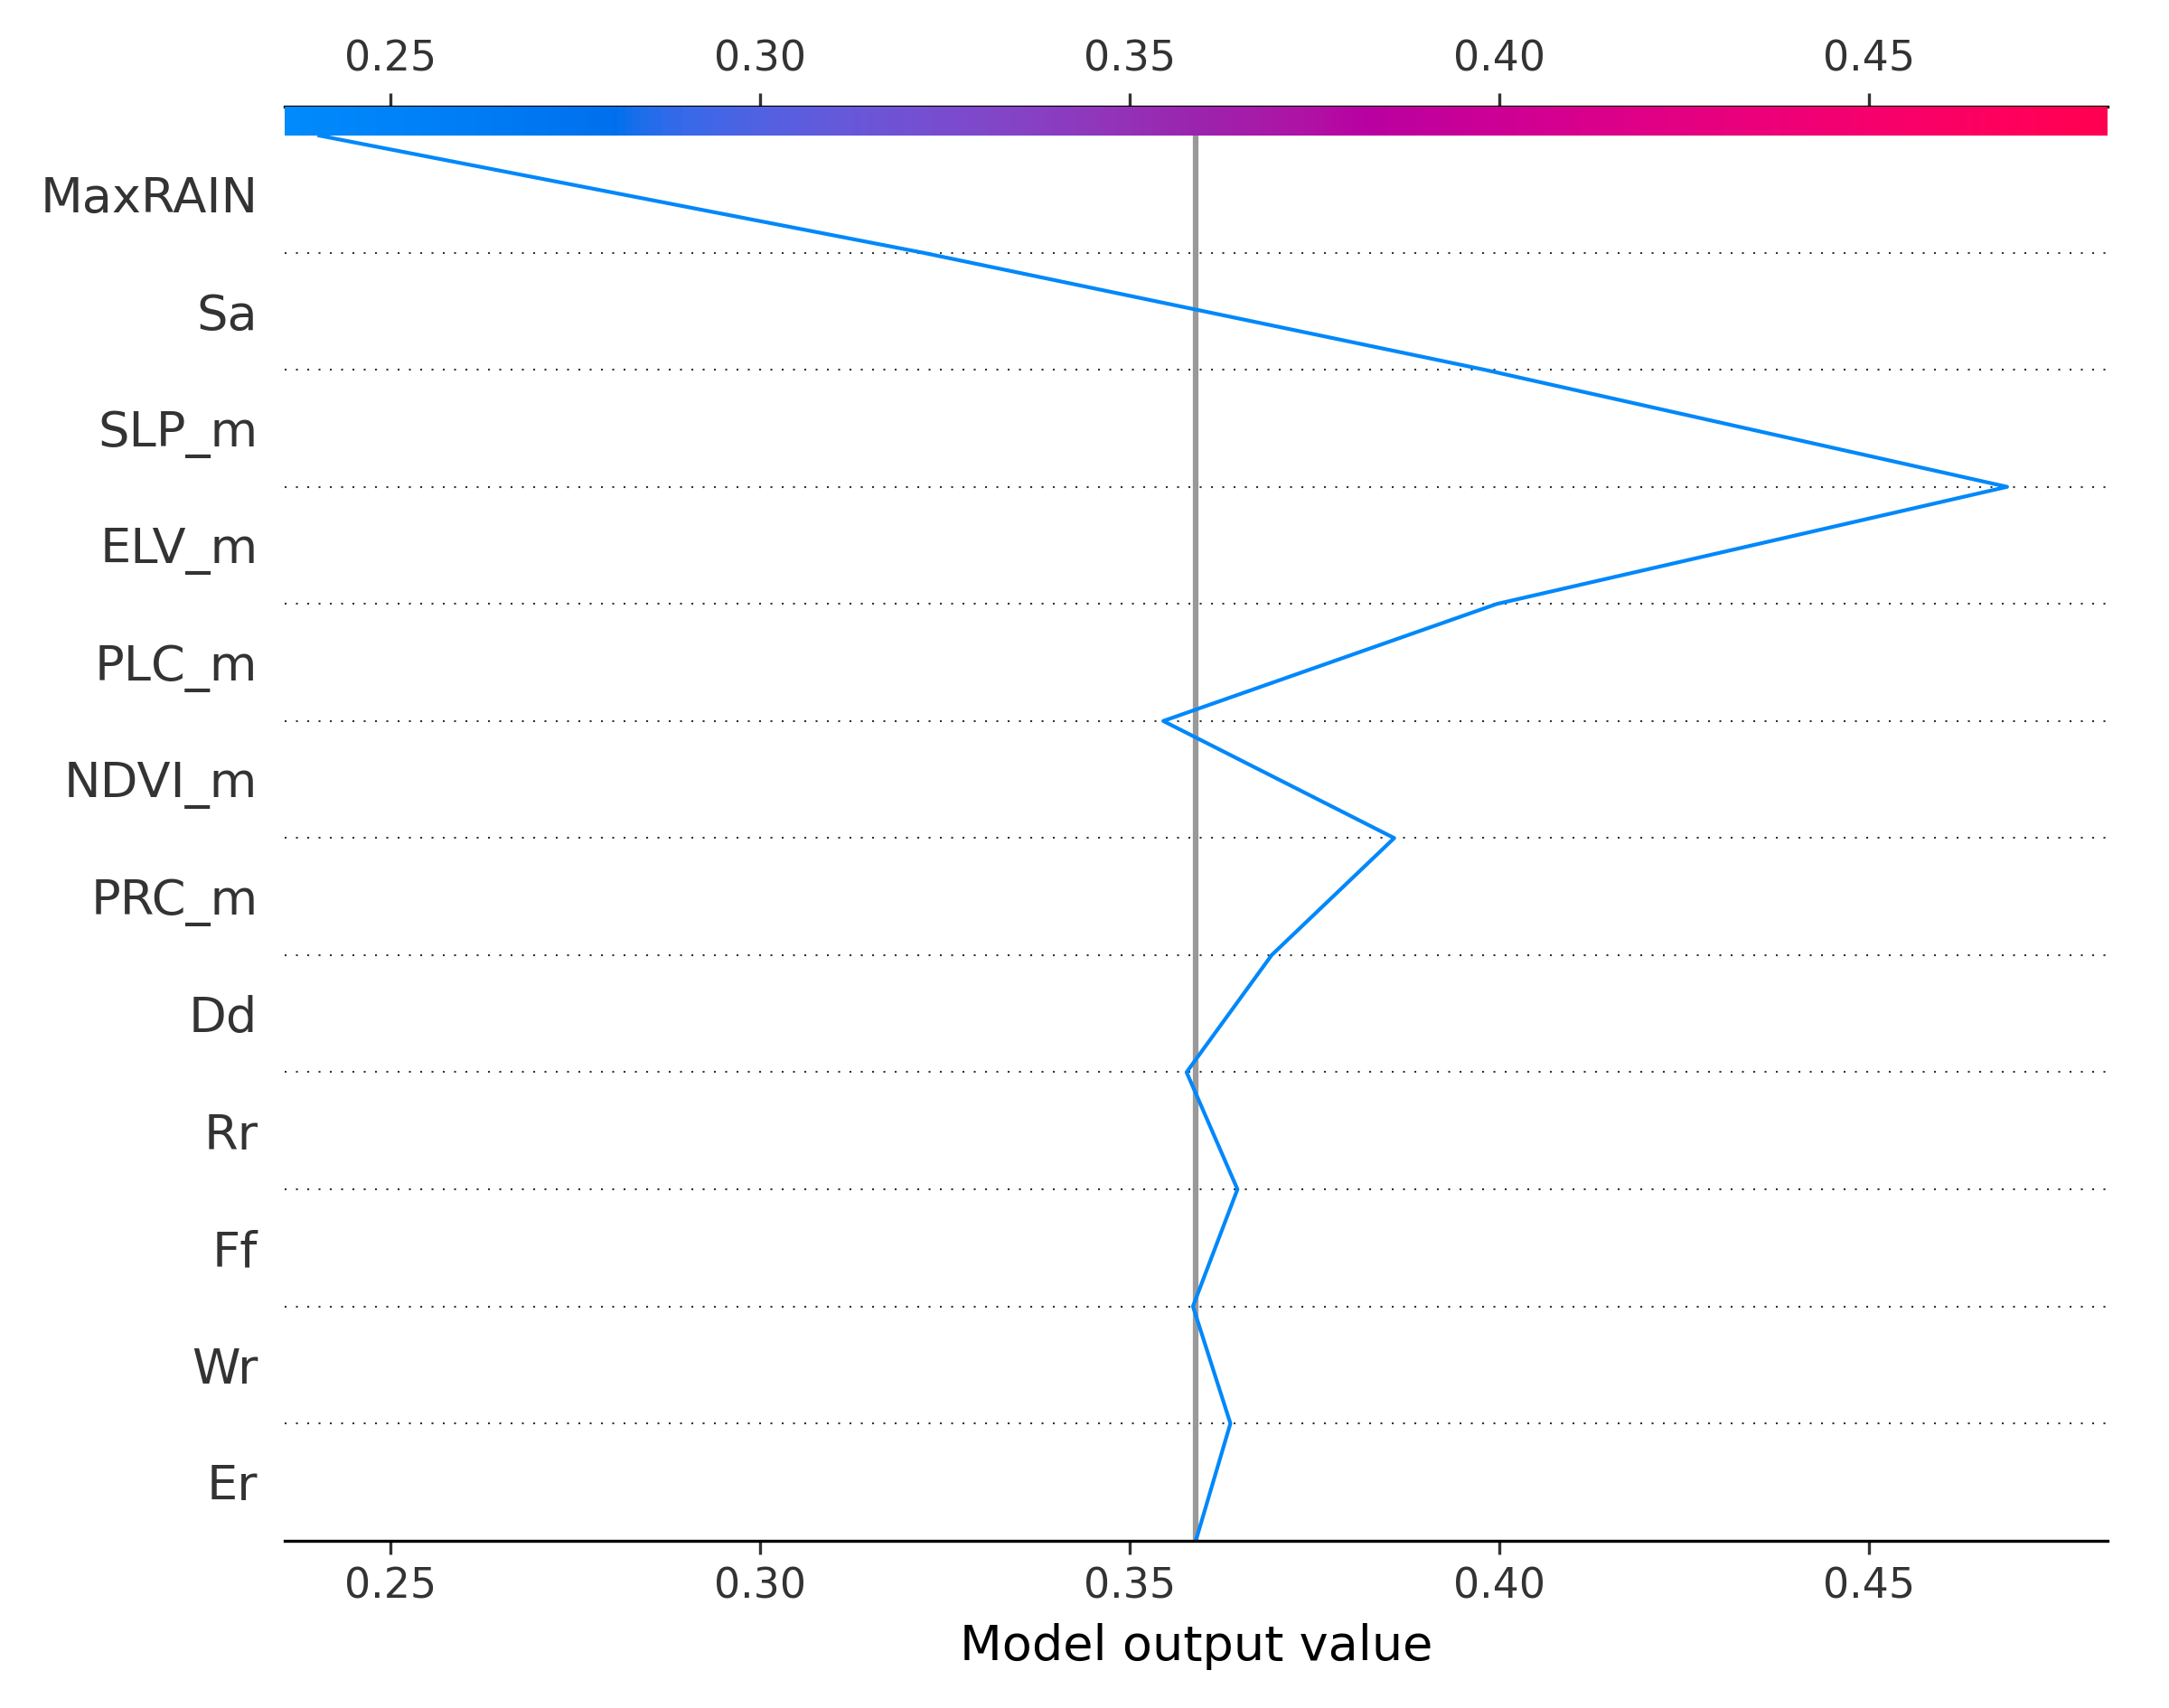 0.25 0.30 0.35 0.40 0.45
MaxRAIN
Sa
SLP_m
ELV_m
PLC_m
NDVI_m
PRC_m
Dd
Rr
Ff
Wr
Er
0.25 0.30 0.35 0.40 0.45
Model output value